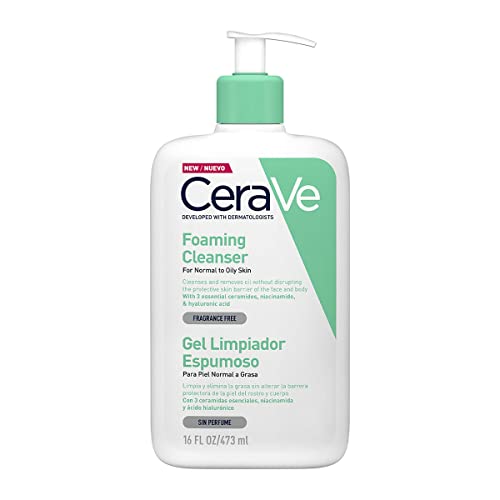 NEW / NUEVO
CeraVe
DEVELOPED WITH DERMATOLOGISTS
Foaming
Cleanser
For Normal to Oily Skin
Cleanses and removes oil without disrupting
the protective skin barrier of the face and body
With 3 essential ceramides, niacinamide,
& hyaluronic acid
FRAGRANCE FREE
Gel Limpiador
Espumoso
Para Piel Normal a Grasa
Limpia y elimina la grasa sin alterar la barrera
protectora de la piel del rostro y cuerpo
Con 3 ceramidas esenciales, niacinamida
y Ácido hialurónico
SIN PERFUME
16 FL OZ/473 ml